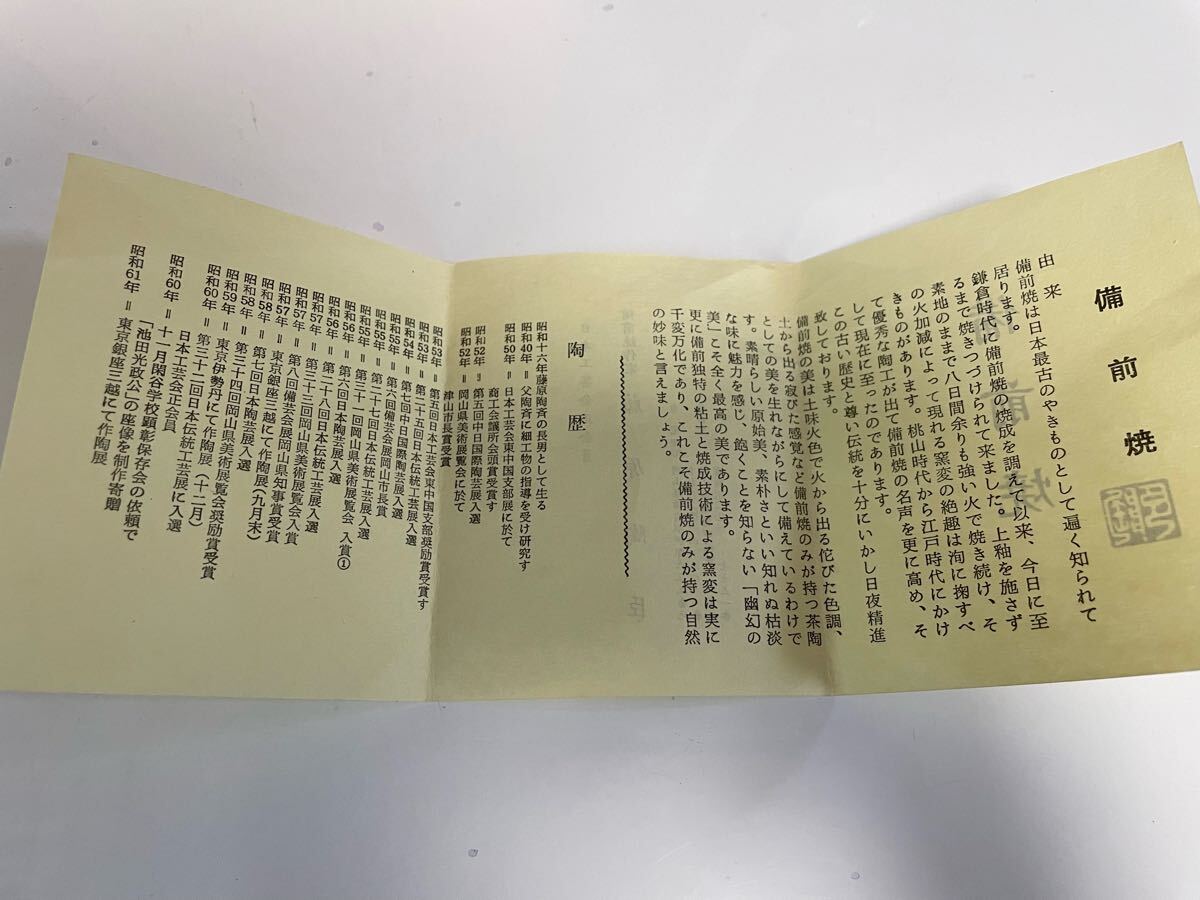 備前焼
由来
備前焼は日本最古のやきものとして遍く知られて
居ります。
鎌倉時代に備前焼の焼成を調えて以来、今日に至
るまで焼きつづけられて来ました。上釉を施さず
素地のままで八日間余りも強い火で焼き続け、そ
の火加減によって現れる窯変の絶趣は洵に掬すべ
きものがあります。桃山時代から江戸時代にかけ
て優秀な陶工が出て備前焼の名声を更に高め、そ
して現在に至ったのであります。
この古い歴史と尊い伝統を十分にいかし日夜精進
致しております。
備前焼の美は土味火色で火から出る侘びた色調、
土から出る寂びた感覚など備前焼のみが持つ茶陶
としての美を生れながらにして備えているわけで
す。素晴らしい原始美、素朴さといい知れぬ枯淡
な味に魅力を感じ、飽くことを知らない「幽幻の
美」こそ全く最高の美であります。
更に備前独特の粘土と焼成技術による窯変は実に
千変万化であり、これこそ備前焼のみが持つ自然
の妙味と言えましょう。
陶歴
昭和十六年藤原陶斉の長男として生る
昭和40年＝父陶斉に細工物の指導を受け研究す
昭和50年＝日本工芸会東中国支部展に於て
商工会議所会頭受賞す
昭和52年＝第五回中日国際陶芸展入選
昭和52年＝岡山県美術展覧会に於て
津山市長賞受賞
昭和53年＝第五回日本工芸会東中国支部奨励賞受賞す
昭和53年＝第二十五回日本伝統工芸展入選
昭和54年＝第七回中日国際陶芸展入選
昭和55年＝第六回備芸会展岡山市長賞
昭和55年＝第二十七回日本伝統工芸展入選
昭和55年＝第三十一回岡山県美術展覧会 入賞①
昭和56年＝第六回日本陶芸展入選
昭和56年＝第二十八回日本伝統工芸展入選
昭和57年＝第三十三回岡山県美術展覧会入賞
昭和57年＝第八回備芸会展岡山県知事賞受賞
昭和57年＝東京銀座三越にて作陶展（九月末）
昭和58年＝第七回日本陶芸展入選
昭和58年＝第三十四回岡山県美術展覧会奨励賞受賞
昭和59年＝東京伊勢丹にて作陶展（十二月）
昭和60年＝第三十二回日本伝統工芸展に入選
日本工芸会正会員
昭和60年＝十一月閑谷学校顕彰保存会の依頼で
「池田光政公」の座像を制作寄贈
昭和61年＝東京銀座三越にて作陶展